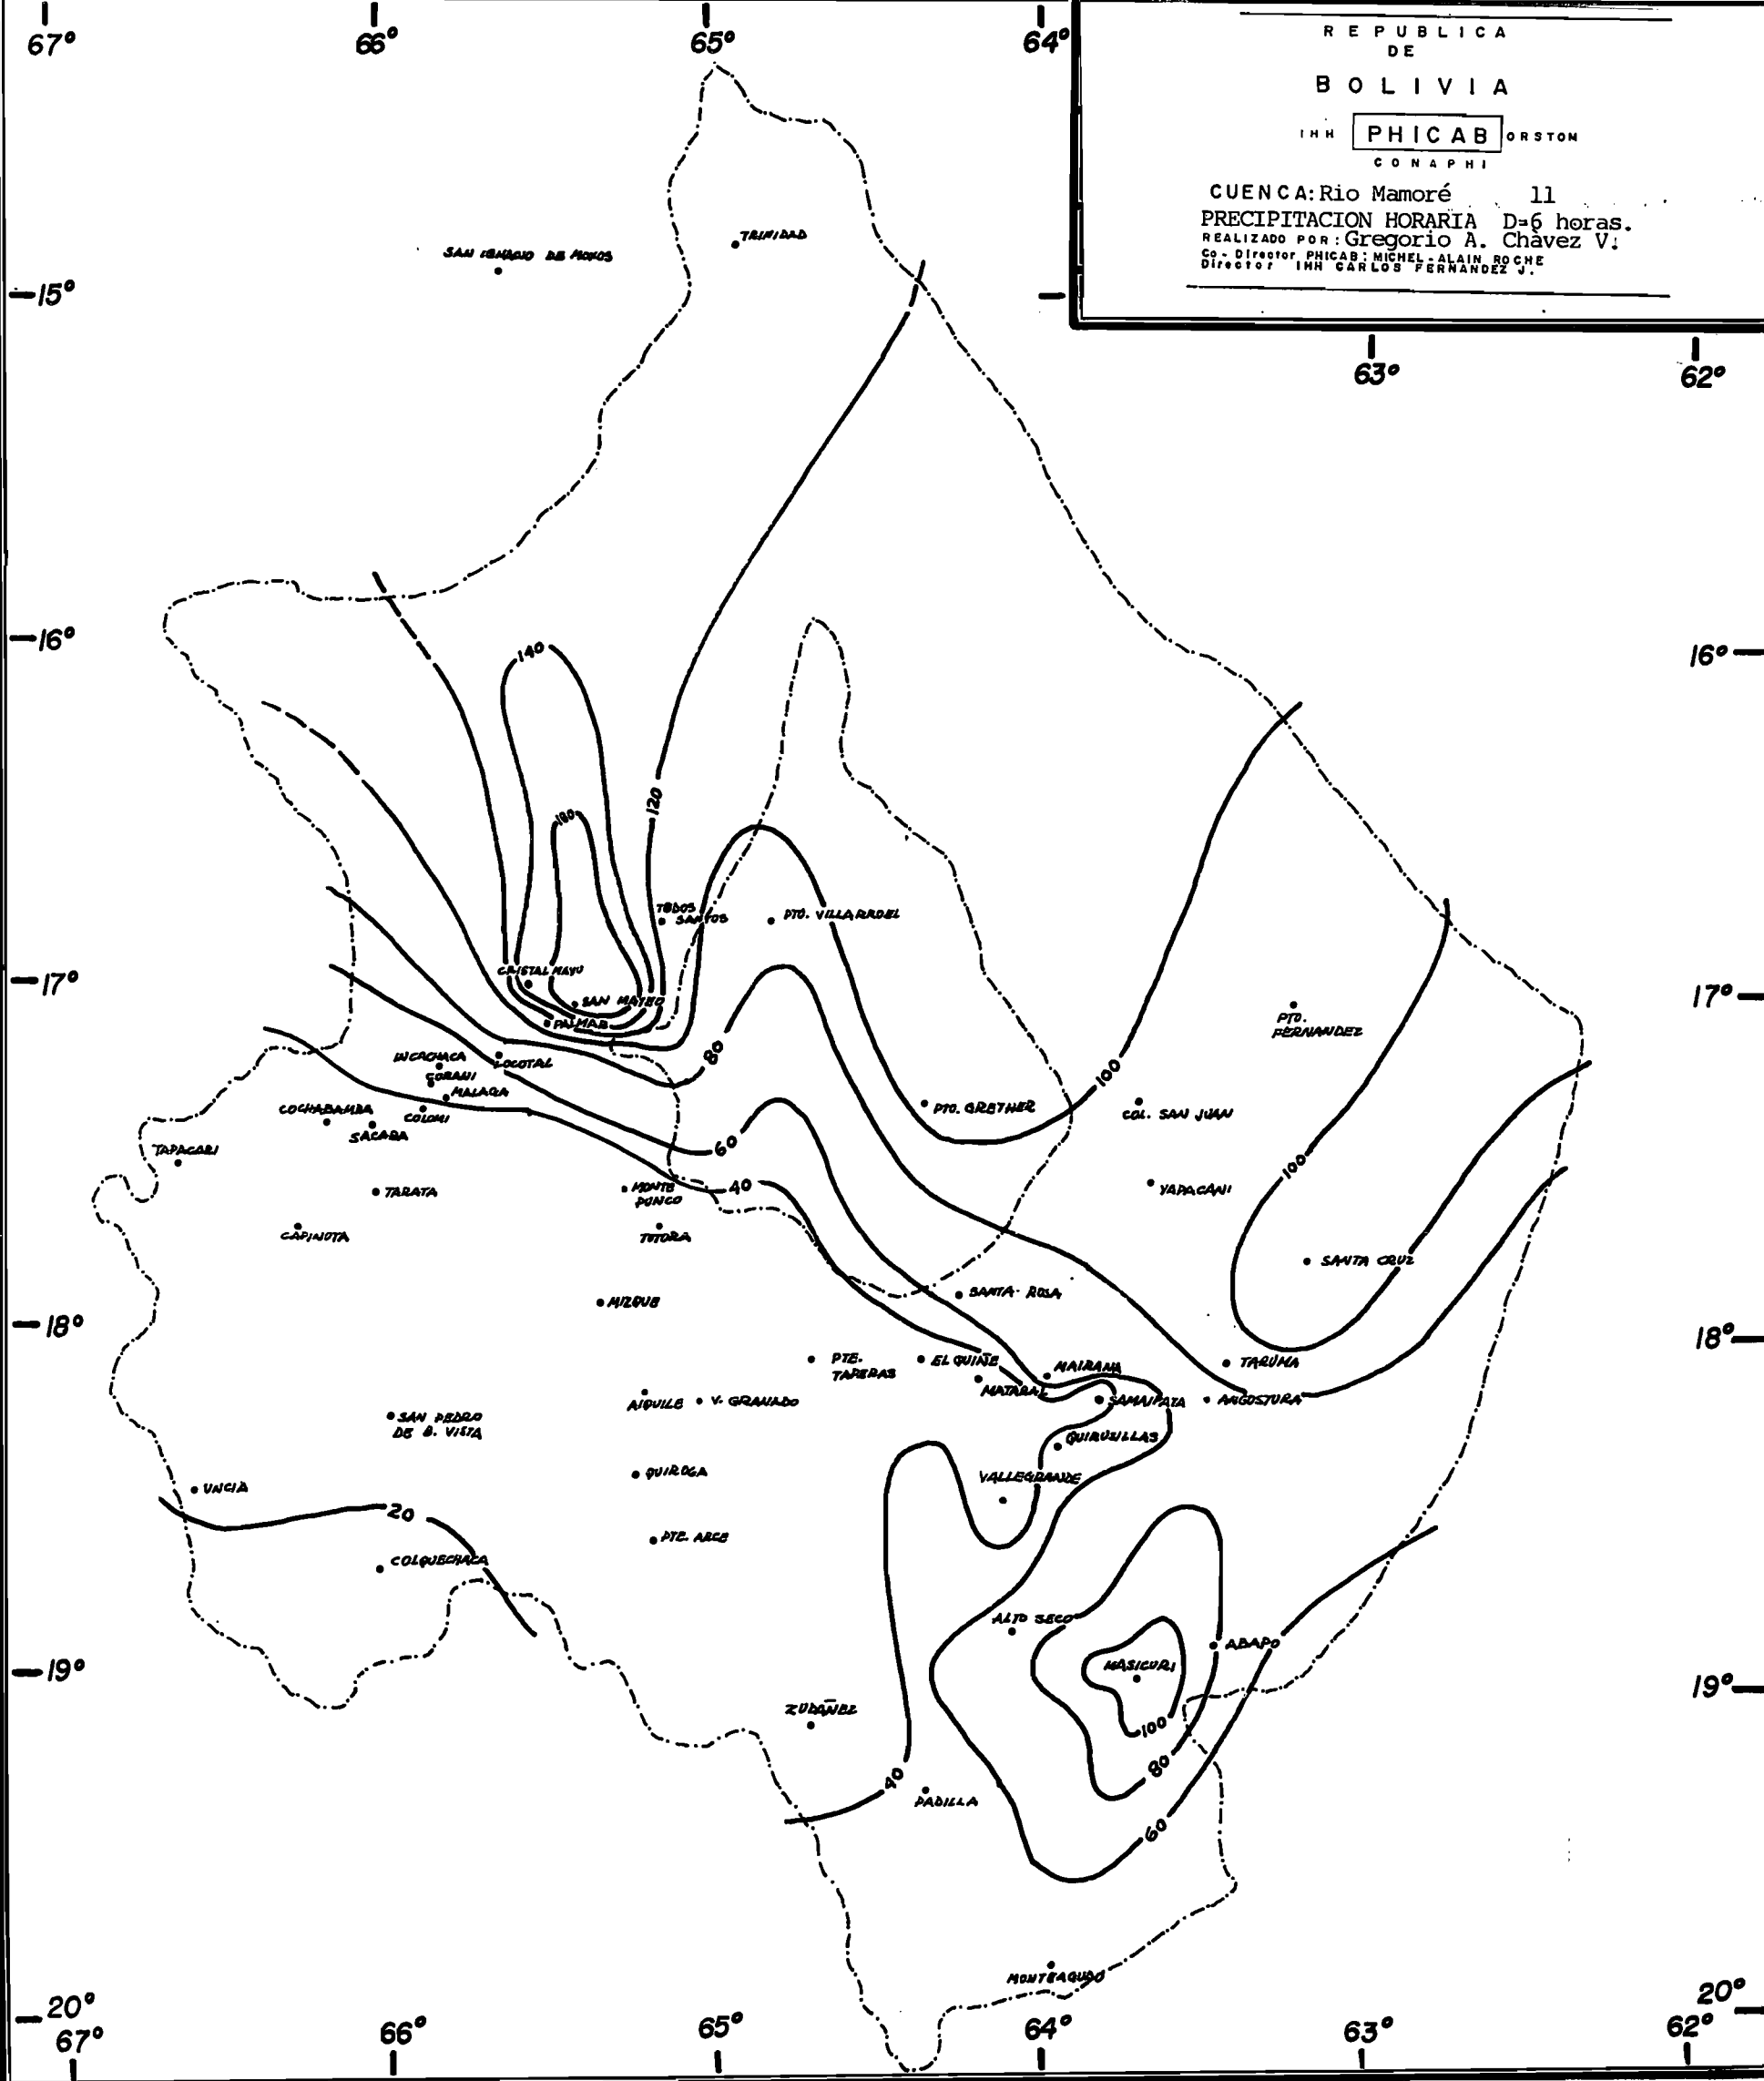 67°
66°
65°
64°
REPUBLICA
DE
BOLIVIA
IHH PHICAB ORSTOM
CONAPHI
CUENCA: Rio Mamoré 11
PRECIPITACION HORARIA D=6 horas.
REALIZADO POR: Gregorio A. Chàvez V.
Co-Director PHICAB: MICHEL-ALAIN ROCHE
Director IHH CARLOS FERNANDEZ J.
TRINIDAD
SAN IGNACIO DE MOXOS
15°
63°
62°
16°
16°
140
180
120
TODOS
SANTOS
PTO. VILLARROEL
CRISTAL MAYU
17°
17°
SAN MATEO
PALMAR
PTO.
FERNANDEZ
80
INCACHACA
LOCOTAL
CORANI
MALAGA
100
COCHABAMBA
COLOMI
PTO. GRETHER
COL. SAN JUAN
SACABA
TAPACARI
60
100
TARATA
MONTE
PUNCO
40
YAPACANI
CAPINOTA
TOTORA
SANTA CRUZ
MIZQUE
SANTA ROSA
18°
18°
PTE.
TAPERAS
EL QUIÑE
MAIRANA
TARUMA
MATARAL
AIQUILE
V. GRANADO
SAMAIPATA
ANGOSTURA
SAN PEDRO
DE B. VISTA
QUIRUSILLAS
QUIROGA
VALLEGRANDE
UNCIA
20
PTE. ARCE
COLQUECHACA
ALTO SECO
ABAPO
19°
MASICURI
19°
ZUDAÑEZ
100
80
40
PADILLA
60
MONTEAGUDO
20°
20°
67°
66°
65°
64°
63°
62°